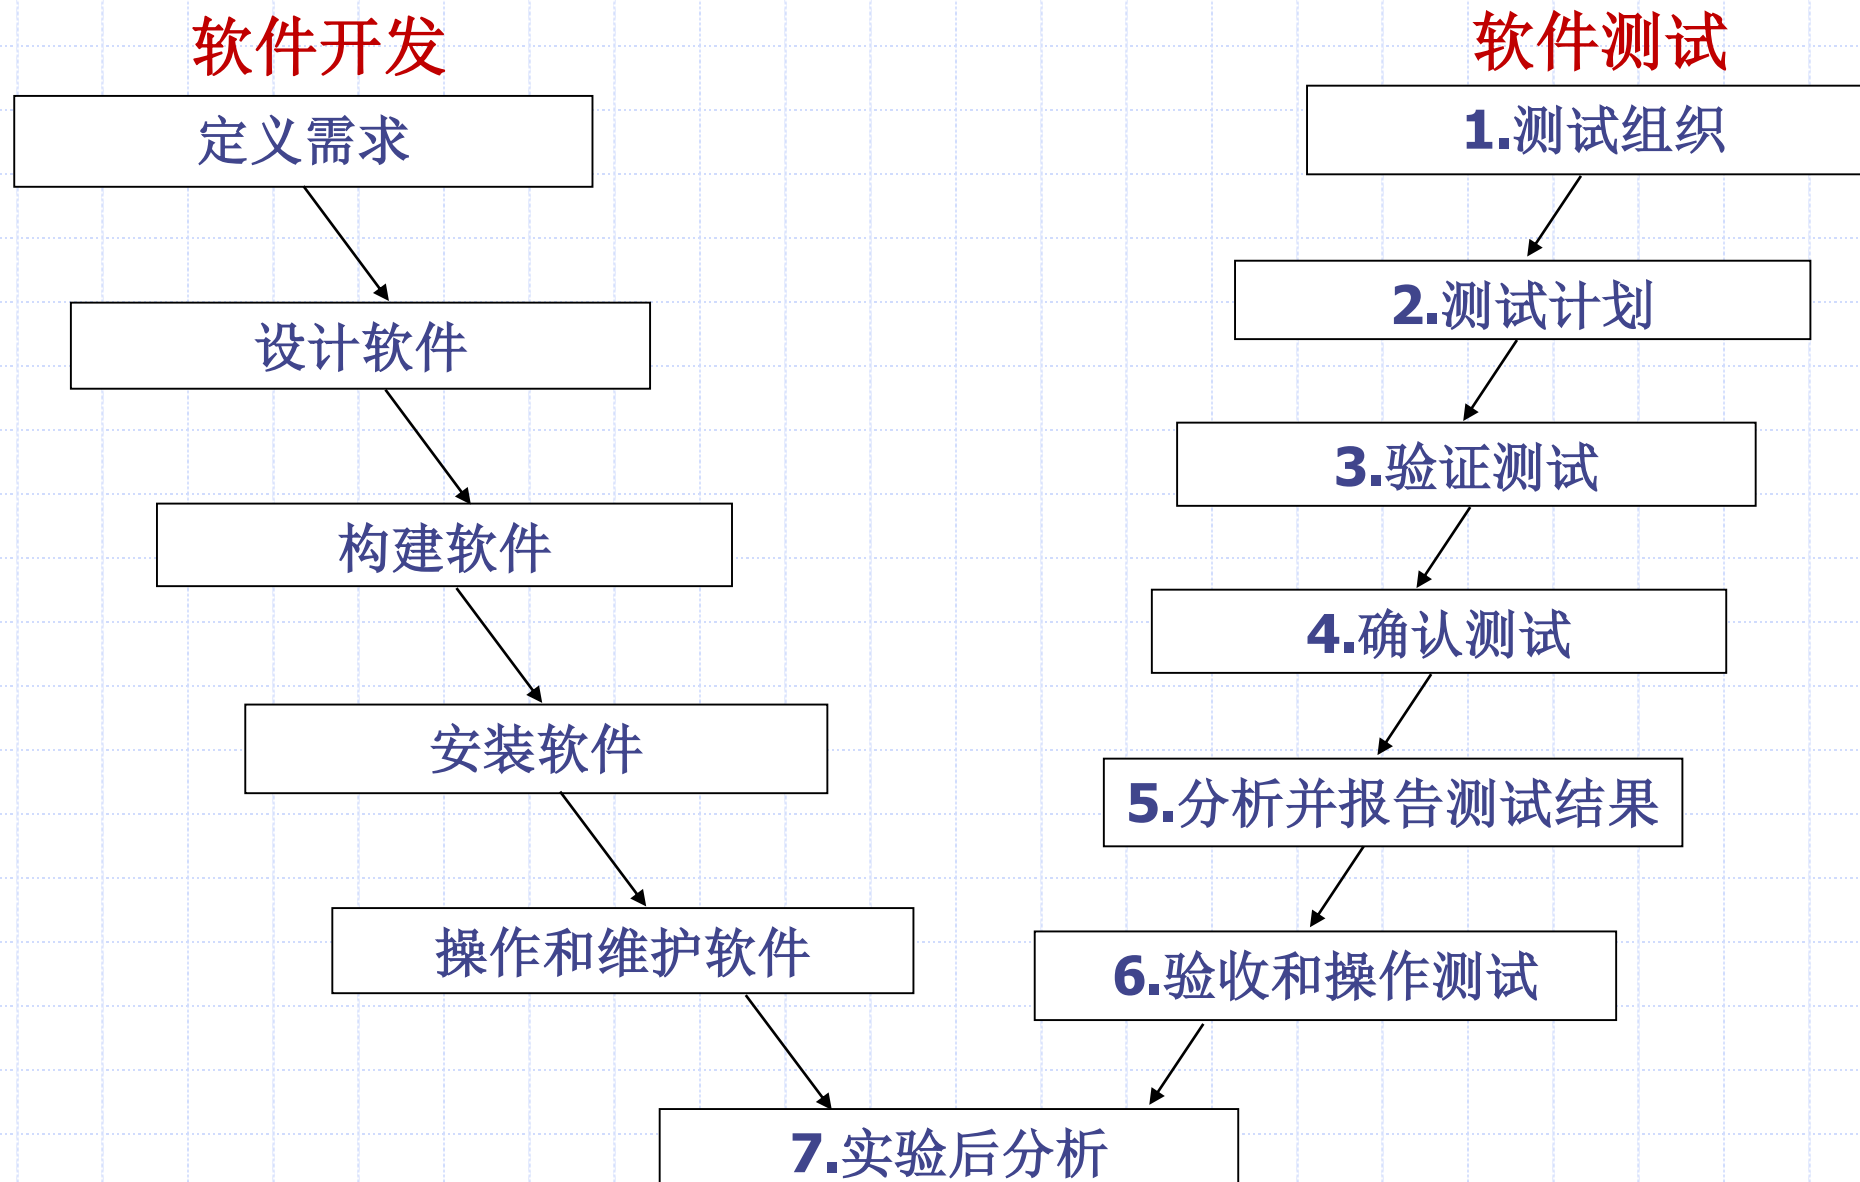 软件开发
定义需求
设计软件
构建软件
安装软件
操作和维护软件
软件测试
1.测试组织
2.测试计划
3.验证测试
4.确认测试
5.分析并报告测试结果
6.验收和操作测试
7.实验后分析